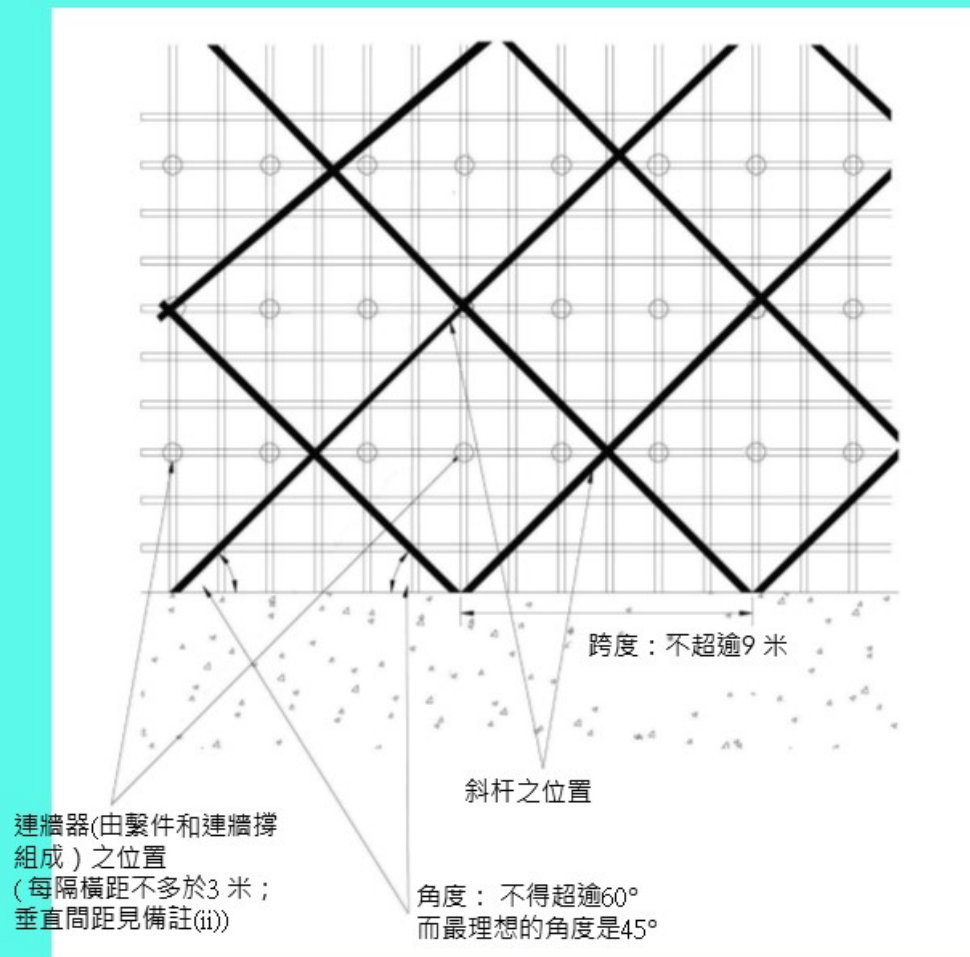 跨度：不超逾9 米
斜杆之位置
連牆器(由繫件和連牆撐
組成）之位置
( 每隔橫距不多於3 米；
垂直間距見備註(ii))
角度： 不得超逾60°
而最理想的角度是45°